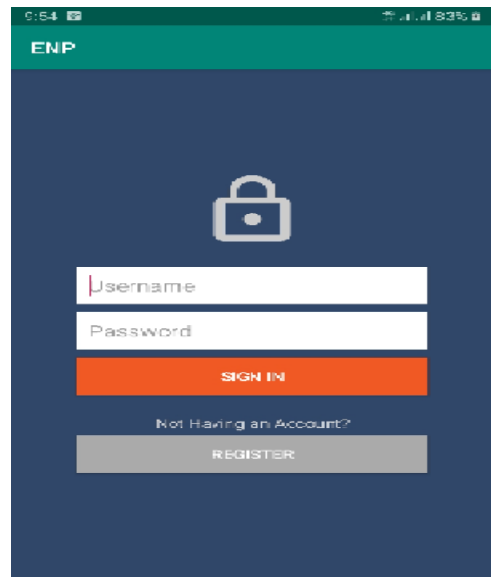 9:54 83%
ENP
Username
Password
SIGN IN
Not Having an Account?
REGISTER